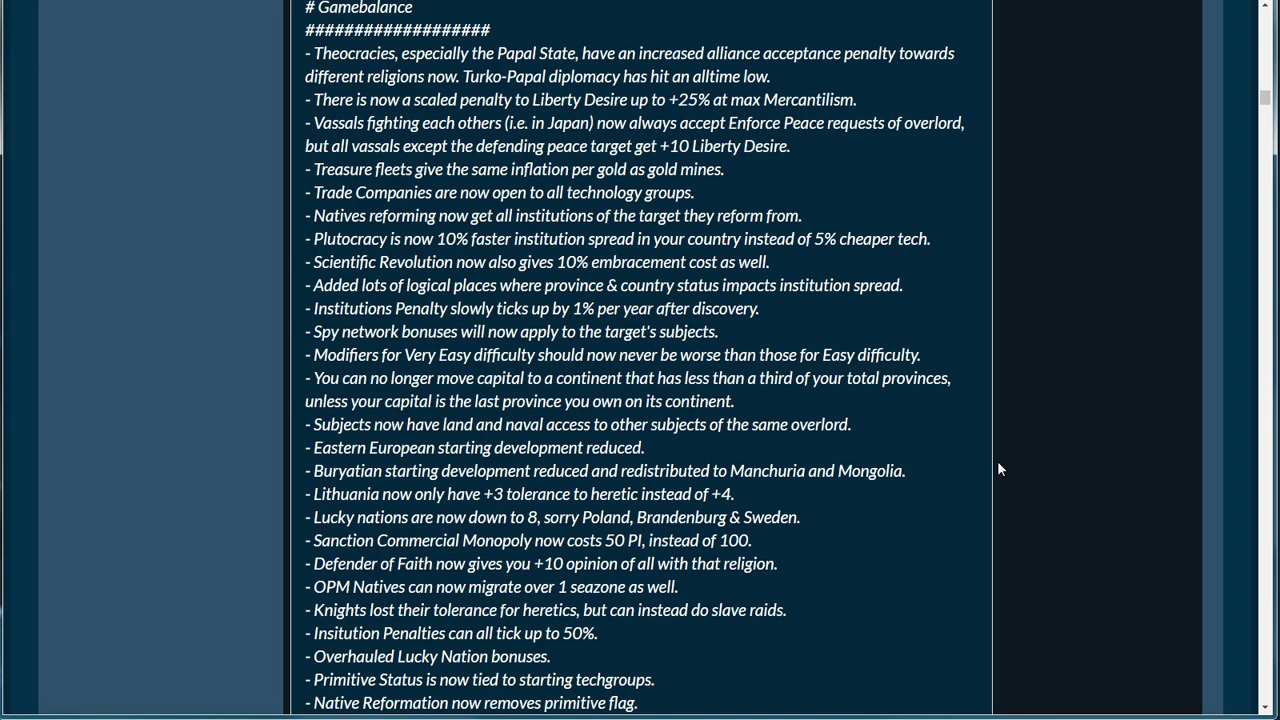 # Gamebalance
###################
- Theocracies, especially the Papal State, have an increased alliance acceptance penalty towards
different religions now. Turko-Papal diplomacy has hit an alltime low.
- There is now a scaled penalty to Liberty Desire up to +25% at max Mercantilism.
- Vassals fighting each others (i.e. in Japan) now always accept Enforce Peace requests of overlord,
but all vassals except the defending peace target get +10 Liberty Desire.
- Treasure fleets give the same inflation per gold as gold mines.
- Trade Companies are now open to all technology groups.
- Natives reforming now get all institutions of the target they reform from.
- Plutocracy is now 10% faster institution spread in your country instead of 5% cheaper tech.
- Scientific Revolution now also gives 10% embracement cost as well.
- Added lots of logical places where province & country status impacts institution spread.
- Institutions Penalty slowly ticks up by 1% per year after discovery.
- Spy network bonuses will now apply to the target's subjects.
- Modifiers for Very Easy difficulty should now never be worse than those for Easy difficulty.
- You can no longer move capital to a continent that has less than a third of your total provinces,
unless your capital is the last province you own on its continent.
- Subjects now have land and naval access to other subjects of the same overlord.
- Eastern European starting development reduced.
- Buryatian starting development reduced and redistributed to Manchuria and Mongolia.
- Lithuania now only have +3 tolerance to heretic instead of +4.
- Lucky nations are now down to 8, sorry Poland, Brandenburg & Sweden.
- Sanction Commercial Monopoly now costs 50 PI, instead of 100.
- Defender of Faith now gives you +10 opinion of all with that religion.
- OPM Natives can now migrate over 1 seazone as well.
- Knights lost their tolerance for heretics, but can instead do slave raids.
- Insitution Penalties can all tick up to 50%.
- Overhauled Lucky Nation bonuses.
- Primitive Status is now tied to starting techgroups.
- Native Reformation now removes primitive flag.